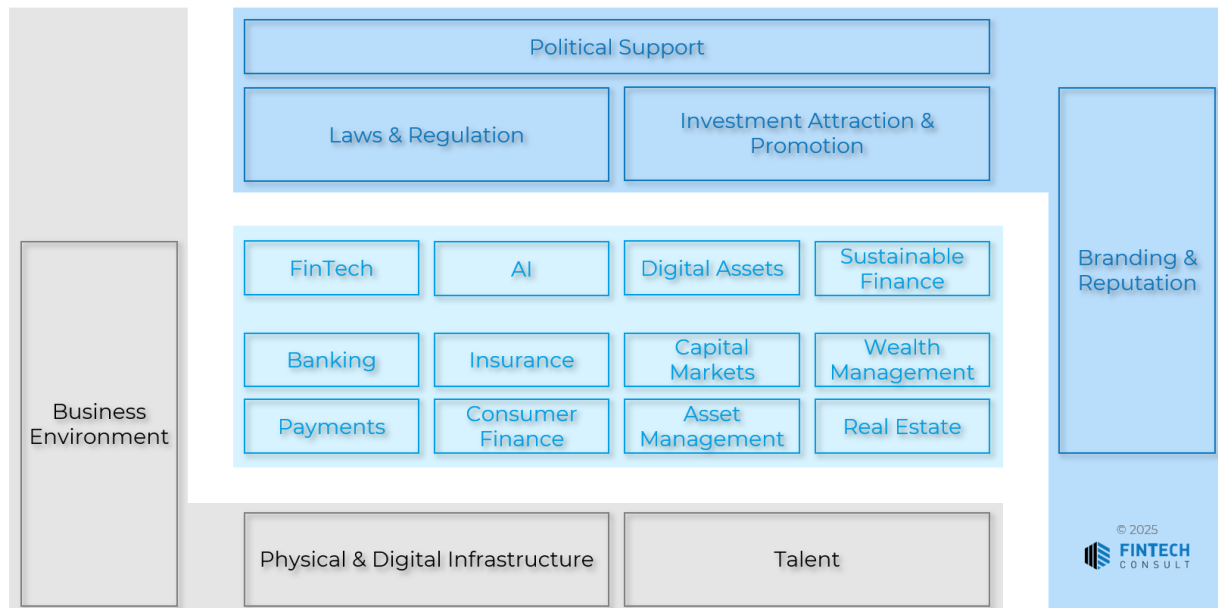 Political Support
Laws & Regulation
Investment Attraction &
Promotion
FinTech
AI
Digital Assets
Sustainable
Finance
Branding &
Reputation
Banking
Insurance
Capital
Markets
Wealth
Management
Business
Environment
Payments
Consumer
Finance
Asset
Management
Real Estate
Physical & Digital Infrastructure
Talent
© 2025
FINTECH
CONSULT